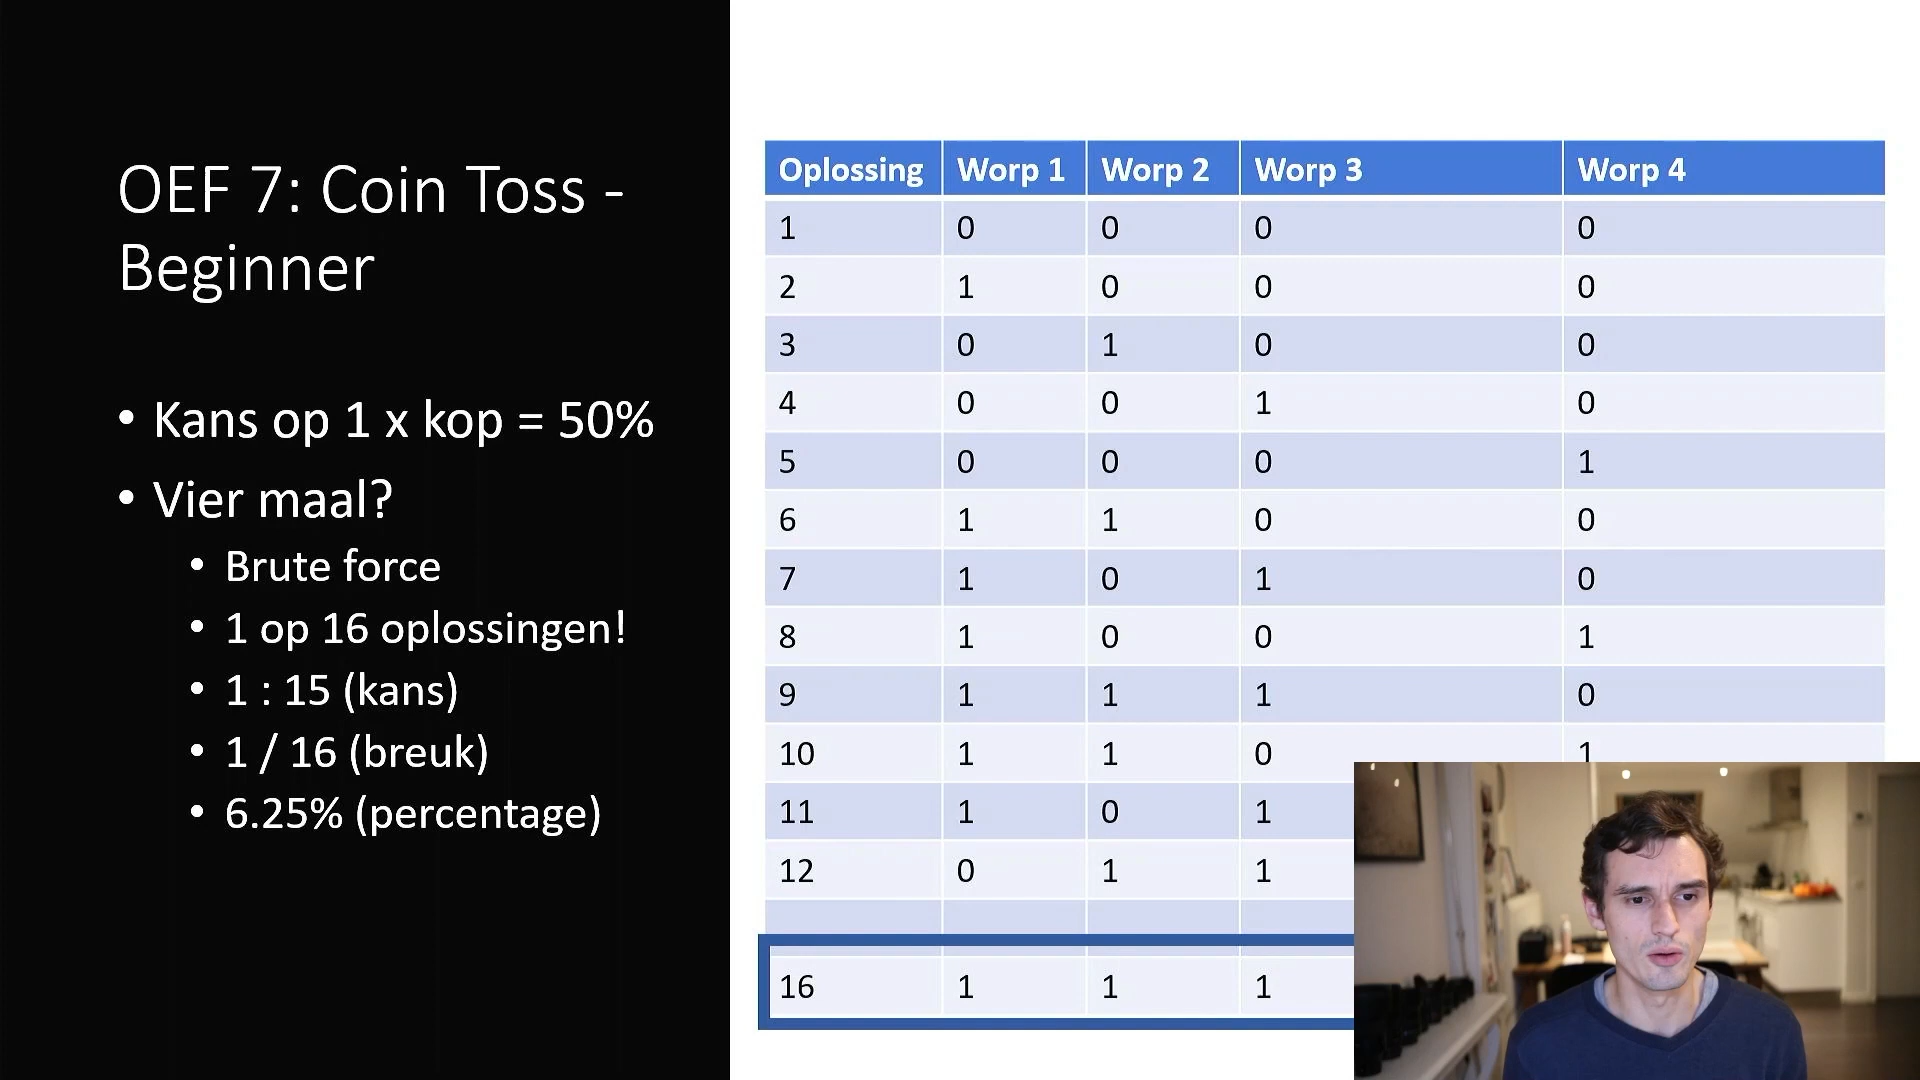 OEF 7: Coin Toss -
Beginner
• Kans op 1 x kop = 50%
• Vier maal?
• Brute force
• 1 op 16 oplossingen!
• 1 : 15 (kans)
• 1 / 16 (breuk)
• 6.25% (percentage)
Oplossing Worp 1 Worp 2 Worp 3 Worp 4
1 0 0 0 0
2 1 0 0 0
3 0 1 0 0
4 0 0 1 0
5 0 0 0 1
6 1 1 0 0
7 1 0 1 0
8 1 0 0 1
9 1 1 1 0
10 1 1 0 1
11 1 0 1
12 0 1 1
16 1 1 1